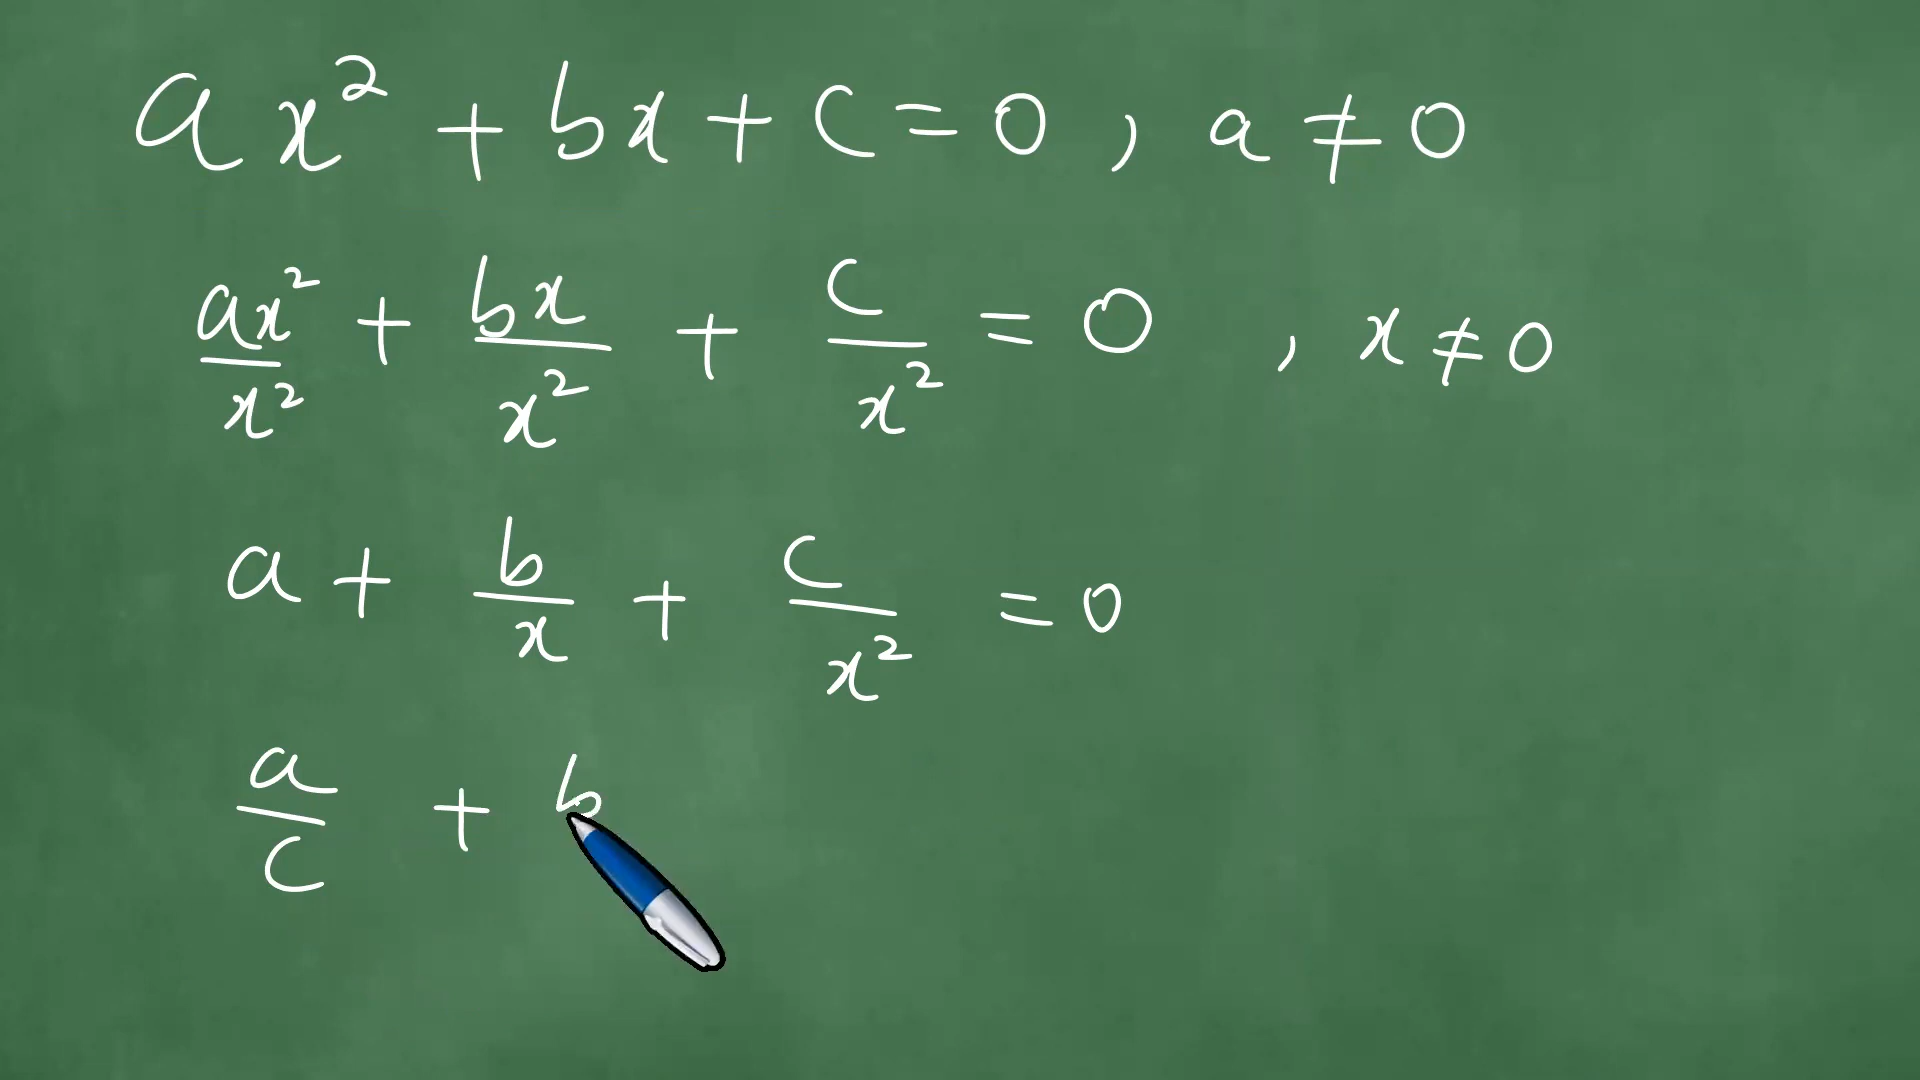 ax² + bx + c = 0 , a ≠ 0
ax²/x² + bx/x² + c/x² = 0 , x ≠ 0
a + b/x + c/x² = 0
a/c + b